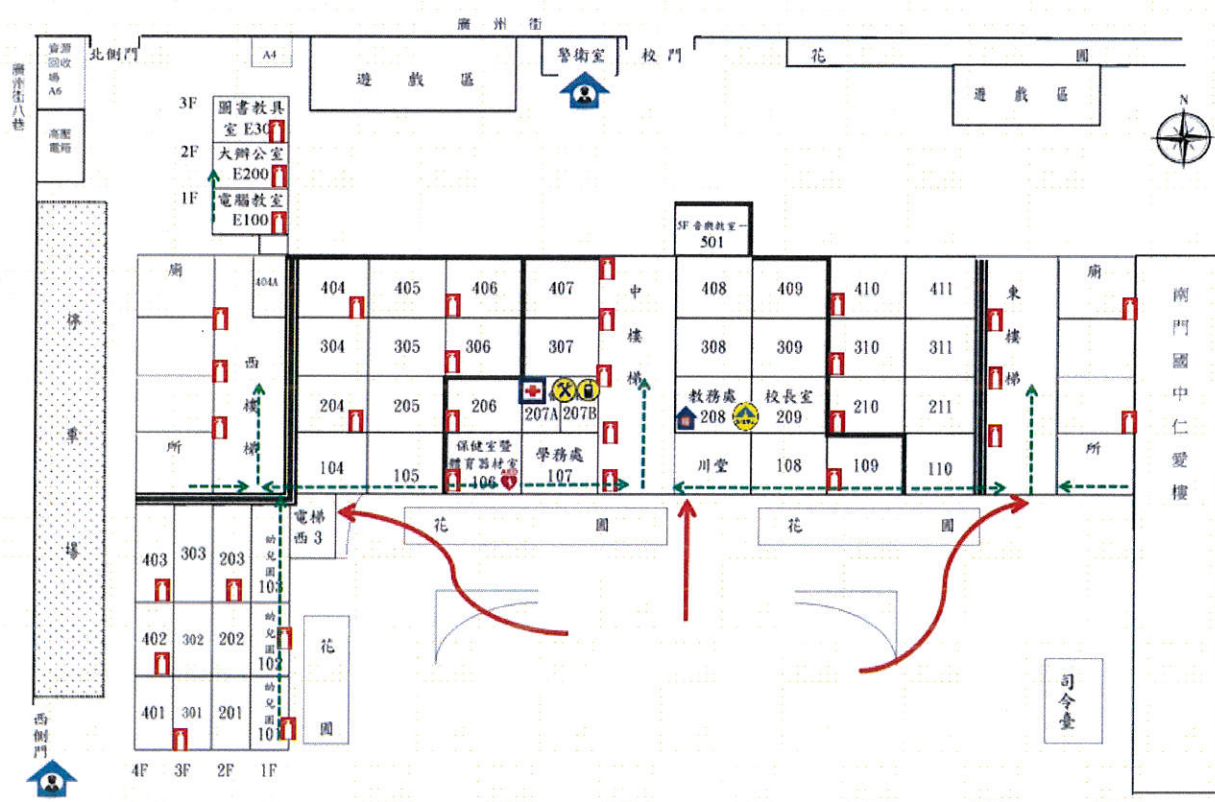 廣州街
資源
回收
場
A6
北側門
A4
遊戲區
警衛室
校門
花圃
遊戲區
N
廣州街八巷
高壓
電箱
3F
圖書教具
室 E30
2F
大辦公室
E200
1F
電腦教室
E100
5F 音樂教室一
501
廁所
404A
404
405
406
407
中樓梯
408
409
410
411
東樓梯
廁所
南門國中仁愛樓
停車場
西樓梯
304
305
306
307
308
309
310
311
204
205
206
207A
207B
教務處
208
校長室
209
210
211
104
105
保健室暨
體育器材室
106
AED
學務處
107
川堂
108
109
110
電梯
西3
花圃
花圃
403
303
203
幼兒園
103
402
302
202
幼兒園
102
花圃
401
301
201
幼兒園
101
司令臺
西側門
4F
3F
2F
1F